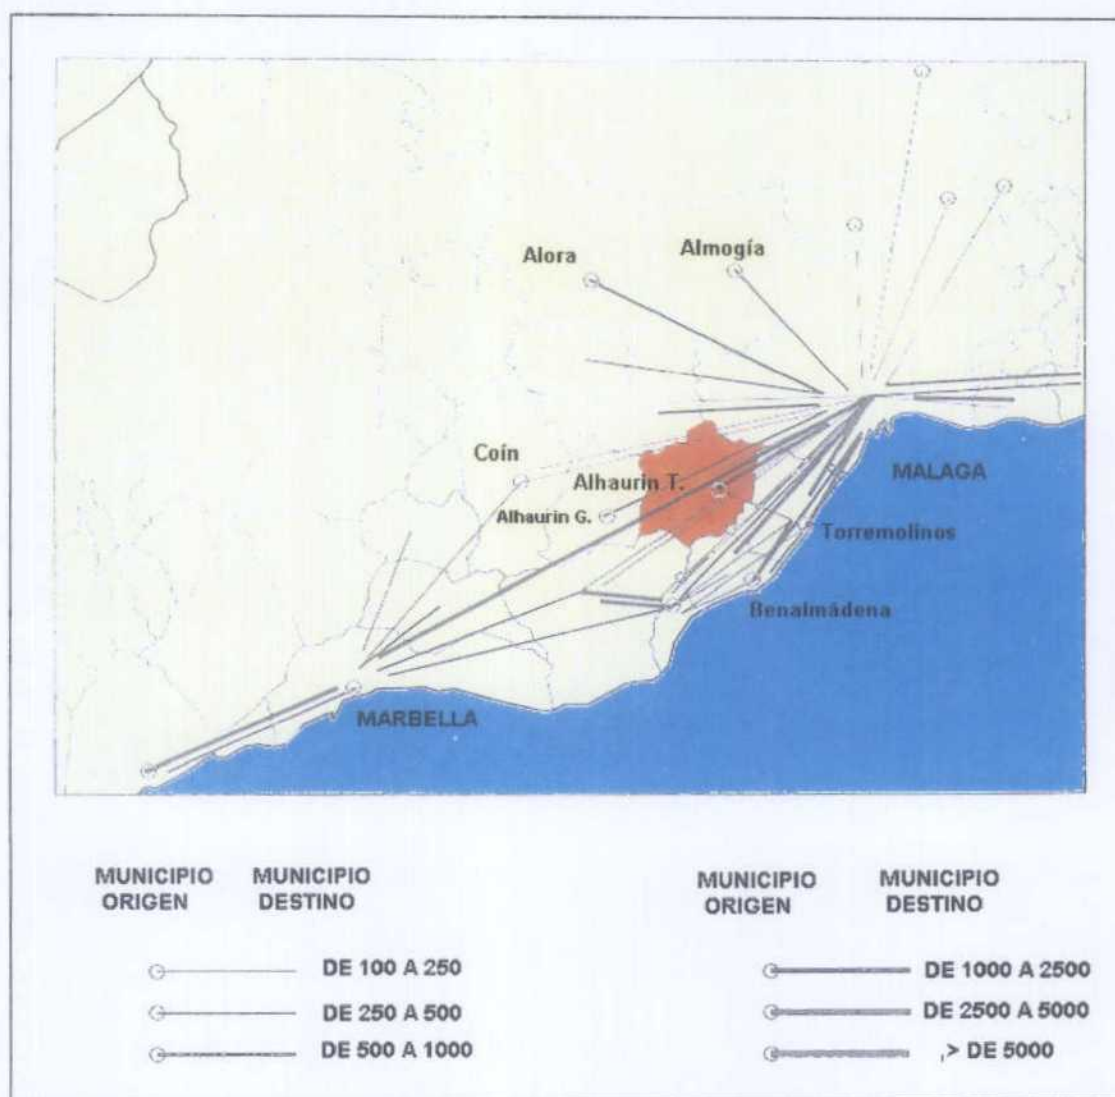 Alora
Almogía
Coín
Alhaurin T.
Alhaurin G.
MALAGA
Torremolinos
Benalmádena
MARBELLA
MUNICIPIO ORIGEN
MUNICIPIO DESTINO
DE 100 A 250
DE 250 A 500
DE 500 A 1000
MUNICIPIO ORIGEN
MUNICIPIO DESTINO
DE 1000 A 2500
DE 2500 A 5000
,> DE 5000